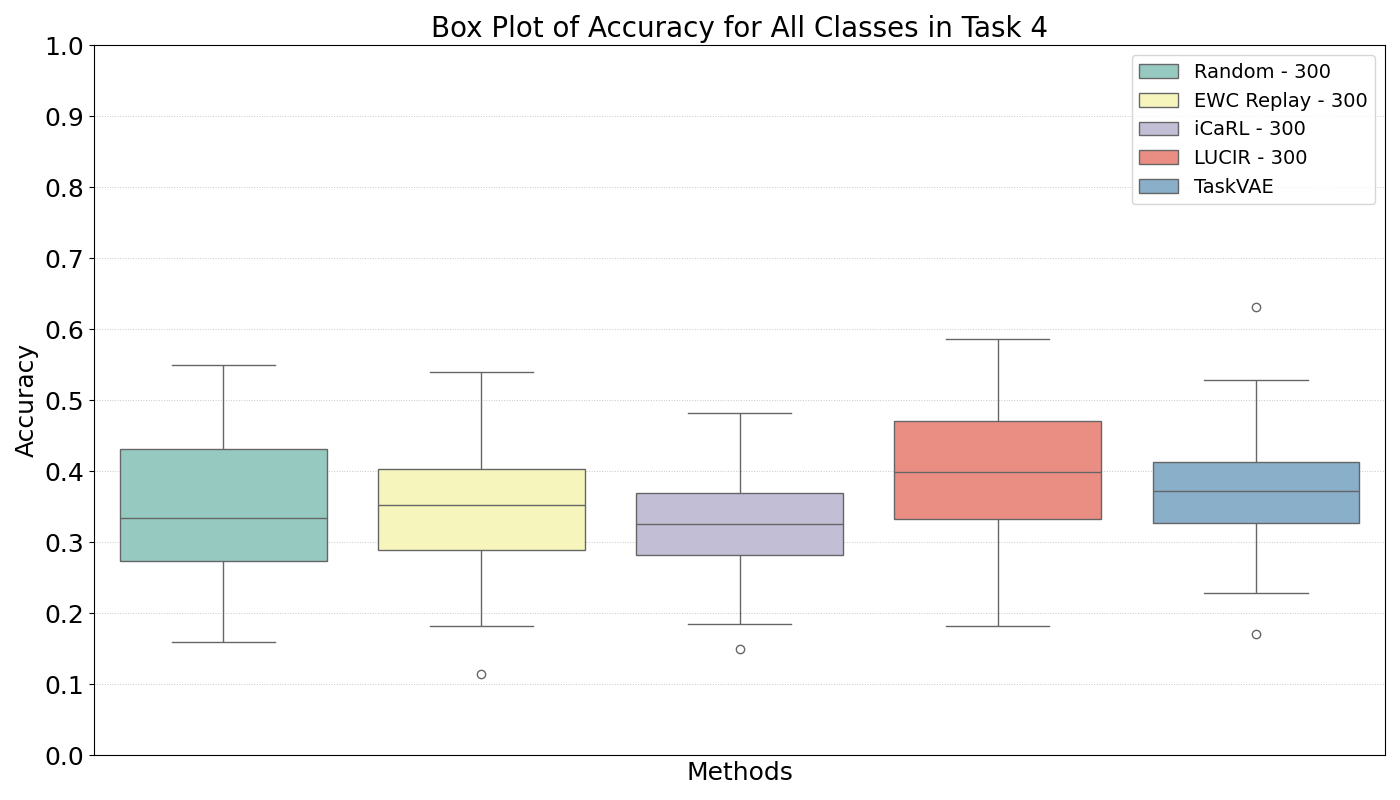 Box Plot of Accuracy for All Classes in Task 4
Accuracy
1.0
0.9
0.8
0.7
0.6
0.5
0.4
0.3
0.2
0.1
0.0
Random - 300
EWC Replay - 300
iCaRL - 300
LUCIR - 300
TaskVAE
Methods